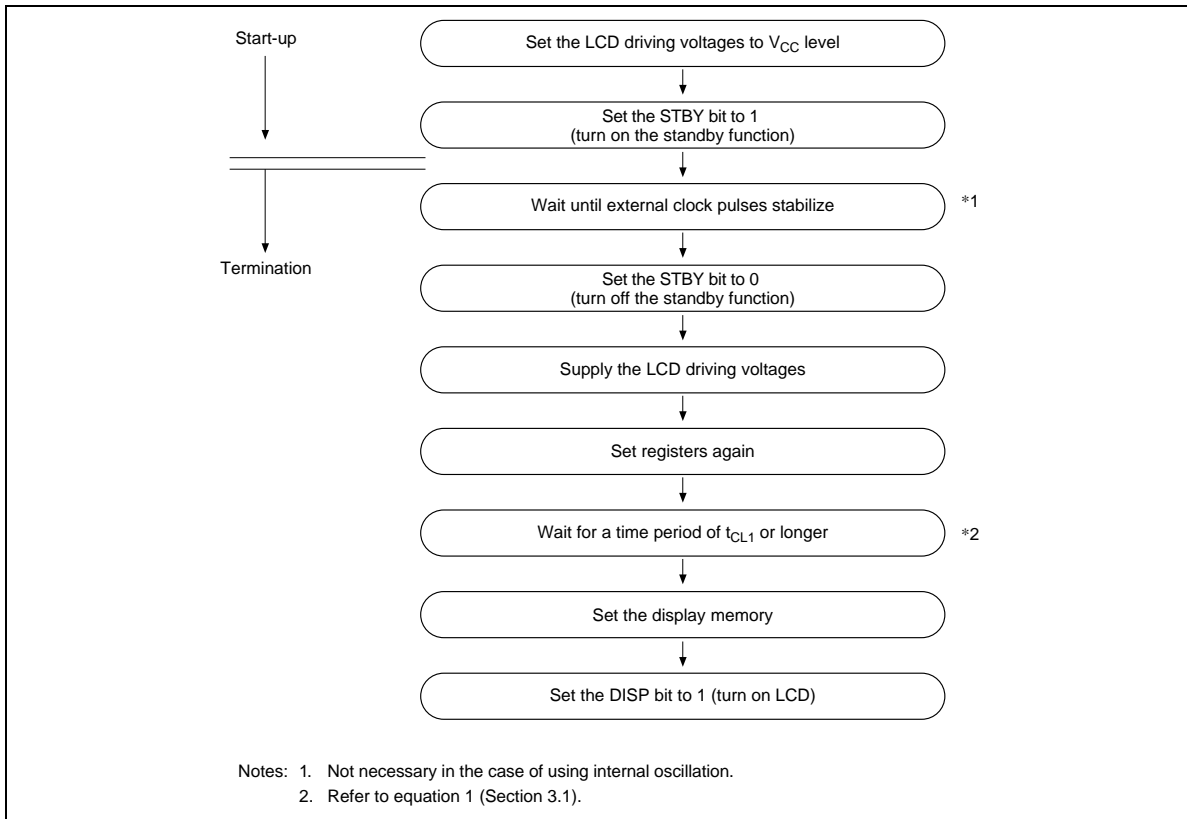 Start-up
Set the LCD driving voltages to VCC level
Set the STBY bit to 1
(turn on the standby function)
Wait until external clock pulses stabilize *1
Termination
Set the STBY bit to 0
(turn off the standby function)
Supply the LCD driving voltages
Set registers again
Wait for a time period of tCL1 or longer *2
Set the display memory
Set the DISP bit to 1 (turn on LCD)
Notes: 1. Not necessary in the case of using internal oscillation.
2. Refer to equation 1 (Section 3.1).